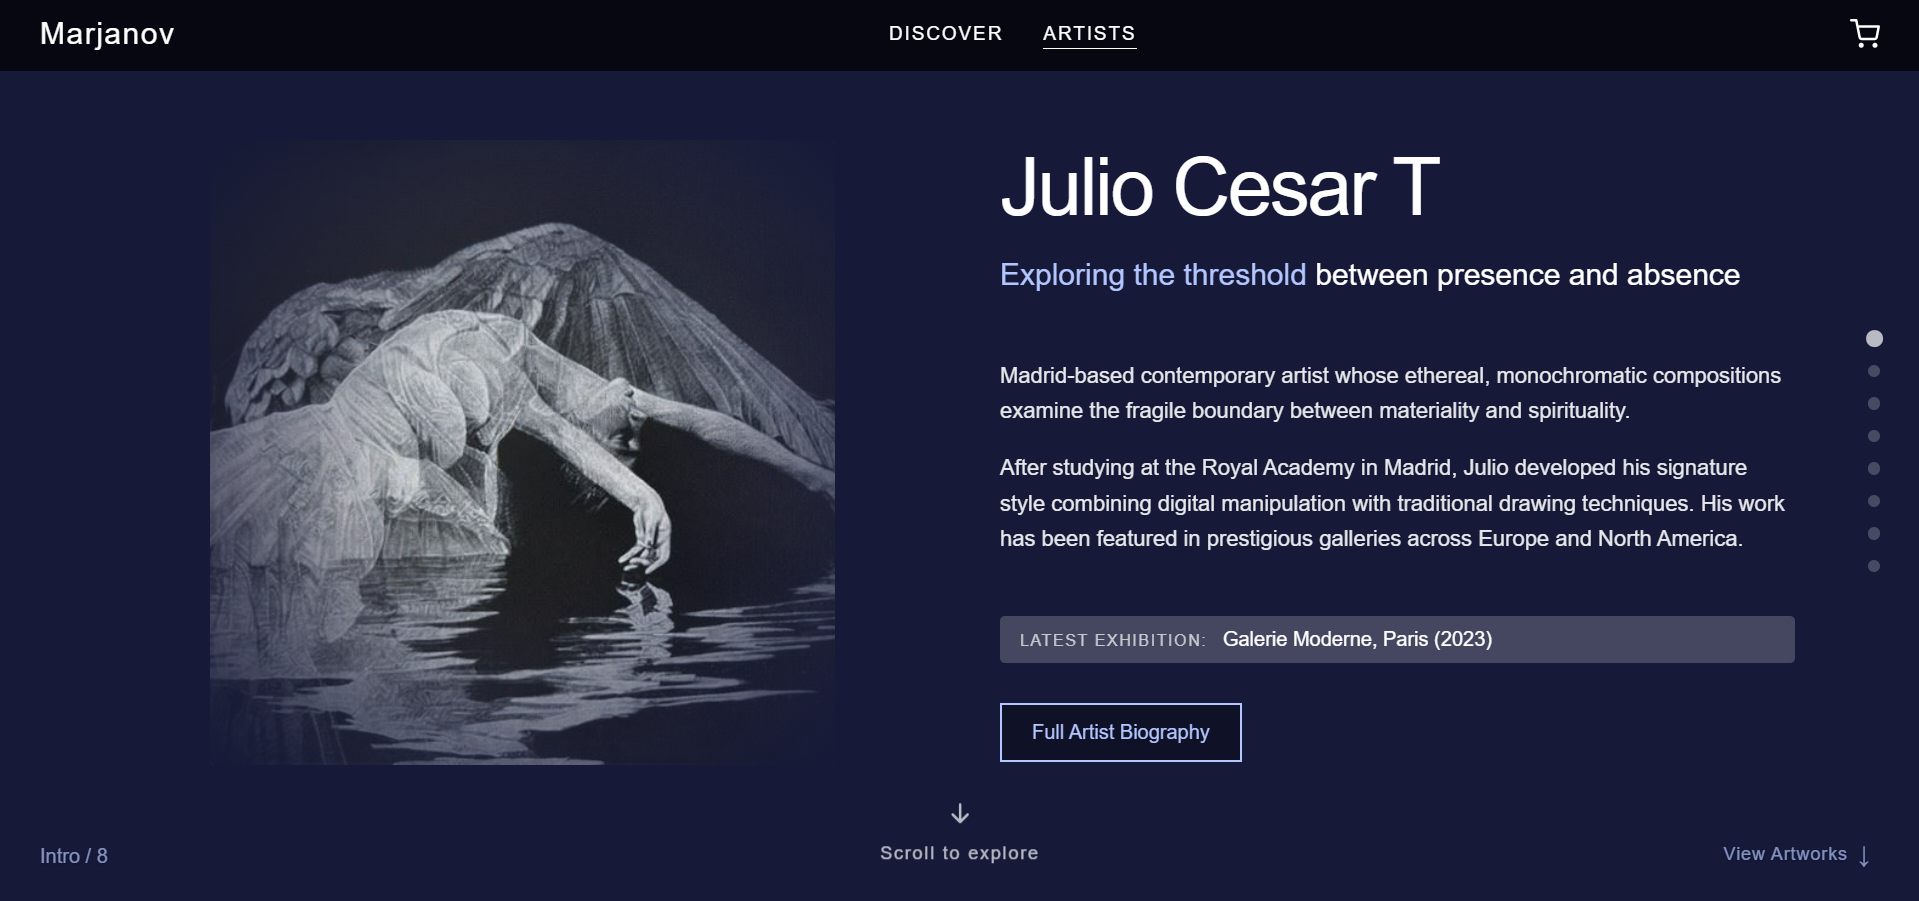 Marjanov
DISCOVER
ARTISTS
Julio Cesar T
Exploring the threshold between presence and absence
Madrid-based contemporary artist whose ethereal, monochromatic compositions
examine the fragile boundary between materiality and spirituality.
After studying at the Royal Academy in Madrid, Julio developed his signature
style combining digital manipulation with traditional drawing techniques. His work
has been featured in prestigious galleries across Europe and North America.
LATEST EXHIBITION: Galerie Moderne, Paris (2023)
Full Artist Biography
Intro / 8
Scroll to explore
View Artworks